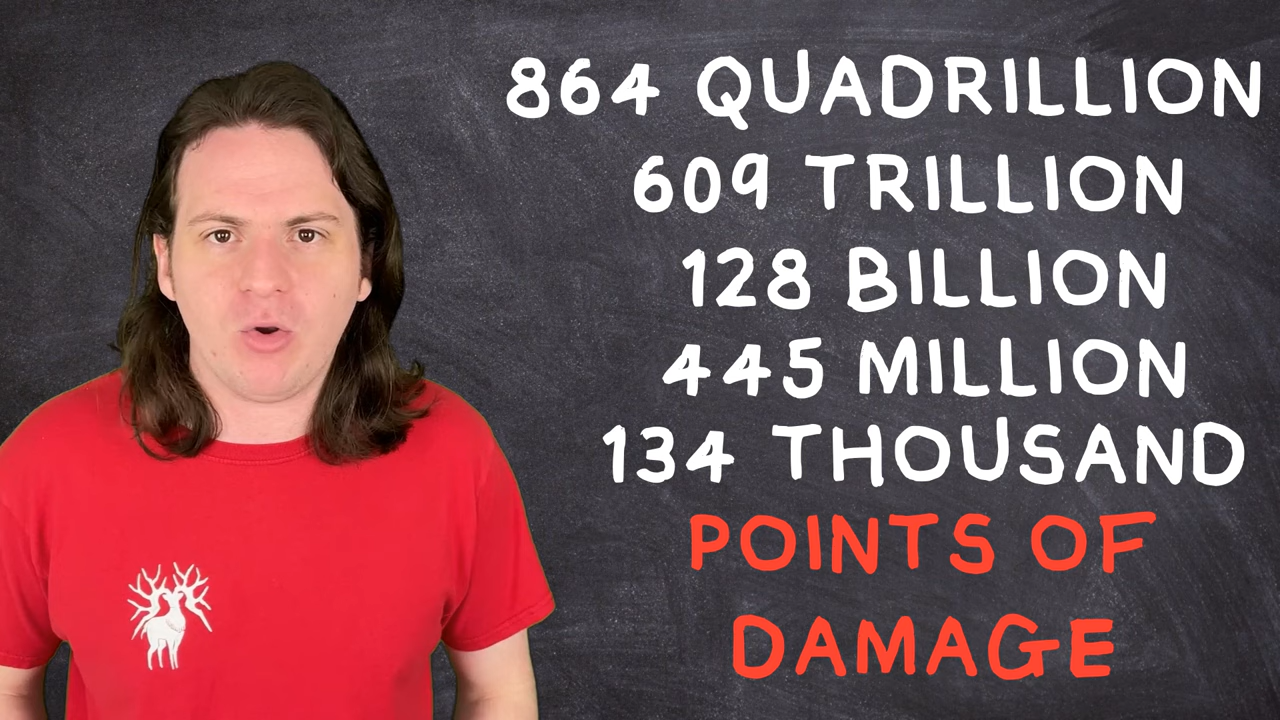 864 QUADRILLION
609 TRILLION
128 BILLION
445 MILLION
134 THOUSAND
POINTS OF
DAMAGE